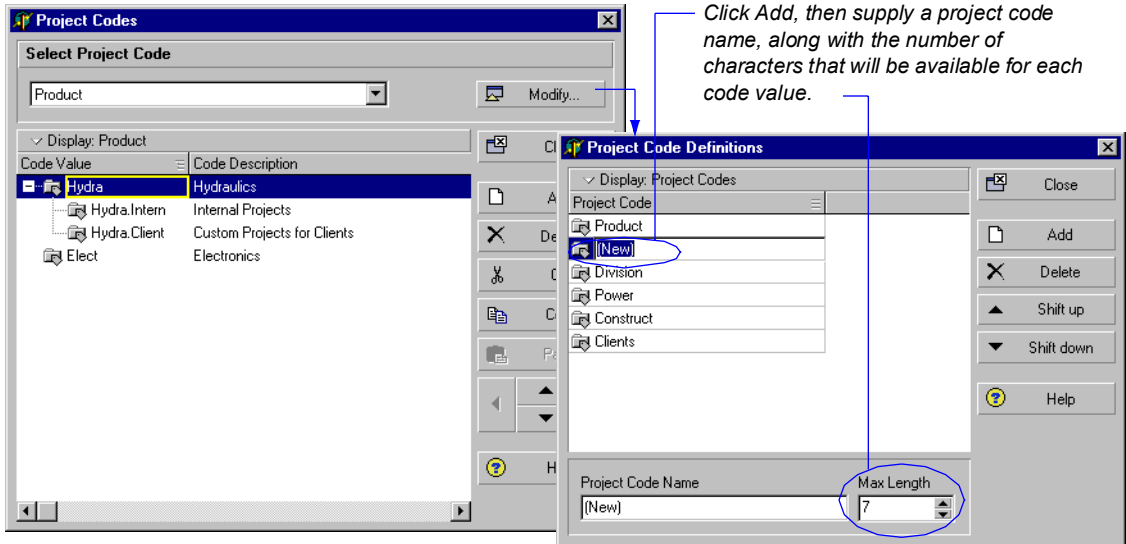 Project Codes
Select Project Code
Product
Modify...
Display: Product
Code Value
Code Description
Hydra
Hydraulics
Hydra.Intern
Internal Projects
Hydra.Client
Custom Projects for Clients
Elect
Electronics
Click Add, then supply a project code
name, along with the number of
characters that will be available for each
code value.
Project Code Definitions
Display: Project Codes
Project Code
Product
(New)
Division
Power
Construct
Clients
Close
Add
Delete
Shift up
Shift down
Help
Project Code Name
Max Length
(New)
7